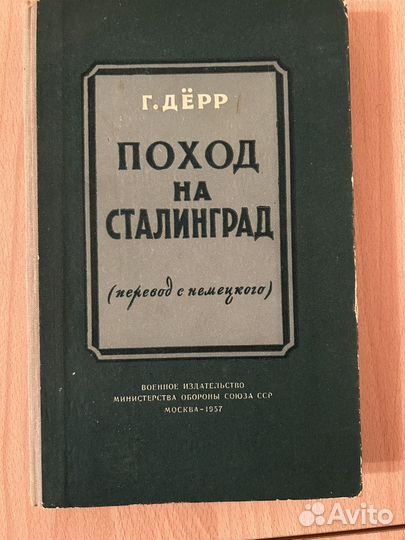 Г. ДЁРР
ПОХОД
НА
СТАЛИНГРАД
(перевод с немецкого)
ВОЕННОЕ ИЗДАТЕЛЬСТВО
МИНИСТЕРСТВА ОБОРОНЫ СОЮЗА ССР
МОСКВА—1957
Avito